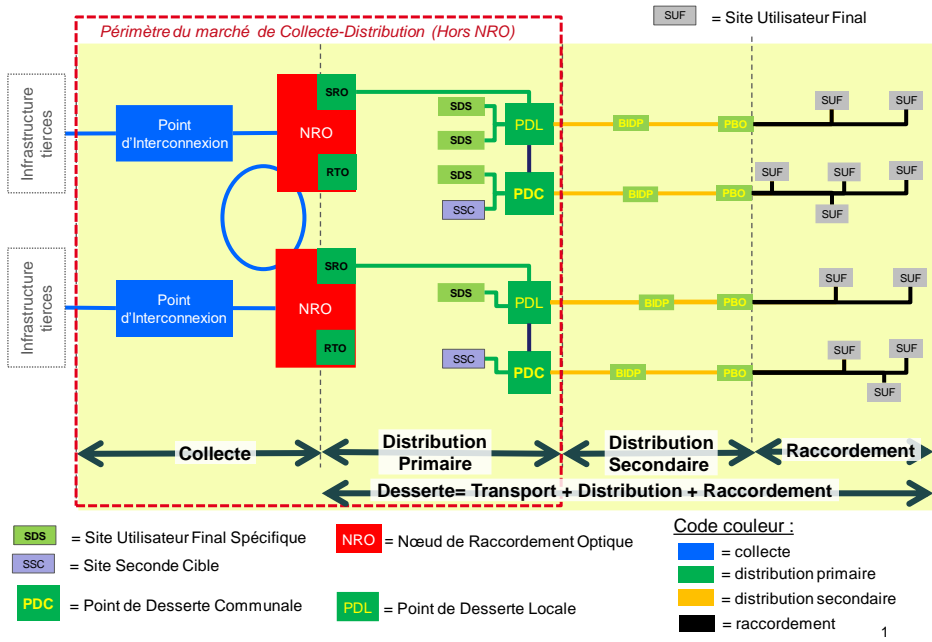 SUF = Site Utilisateur Final
Périmètre du marché de Collecte-Distribution (Hors NRO)
Infrastructure
tierces
Point
d'Interconnexion
SRO
NRO
RTO
SDS
SDS
PDL
BIDP
PBO
SUF
SUF
SDS
SSC
PDC
BIDP
PBO
SUF
SUF
SUF
SUF
Infrastructure
tierces
Point
d'Interconnexion
SRO
NRO
RTO
SDS
PDL
BIDP
PBO
SUF
SUF
SSC
PDC
BIDP
PBO
SUF
SUF
SUF
Collecte
Distribution
Primaire
Distribution
Secondaire
Raccordement
Desserte= Transport + Distribution + Raccordement
SDS = Site Utilisateur Final Spécifique
SSC = Site Seconde Cible
PDC = Point de Desserte Communale
NRO = Nœud de Raccordement Optique
PDL = Point de Desserte Locale
Code couleur :
= collecte
= distribution primaire
= distribution secondaire
= raccordement
1